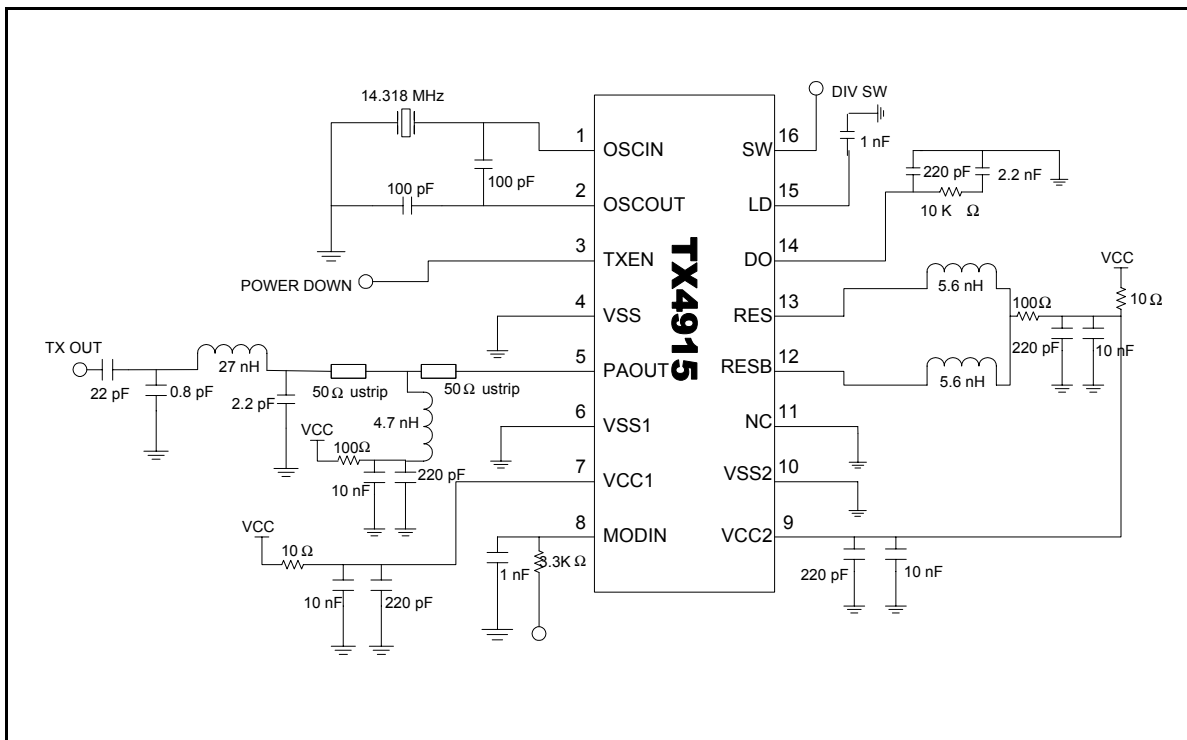 14.318 MHz
100 pF
100 pF
POWER DOWN
TX OUT
22 pF
0.8 pF
27 nH
2.2 pF
50Ω ustrip
50Ω ustrip
4.7 nH
VCC
100Ω
10 nF
220 pF
VCC
10Ω
10 nF
220 pF
1 nF
3.3K Ω
1
OSCIN
2
OSCOUT
3
TXEN
4
VSS
5
PAOUT
6
VSS1
7
VCC1
8
MODIN
TX4915
16
SW
15
LD
14
DO
13
RES
12
RESB
11
NC
10
VSS2
9
VCC2
DIV SW
1 nF
220 pF
2.2 nF
10 K Ω
5.6 nH
5.6 nH
100Ω
VCC
10Ω
220 pF
10 nF
220 pF
10 nF